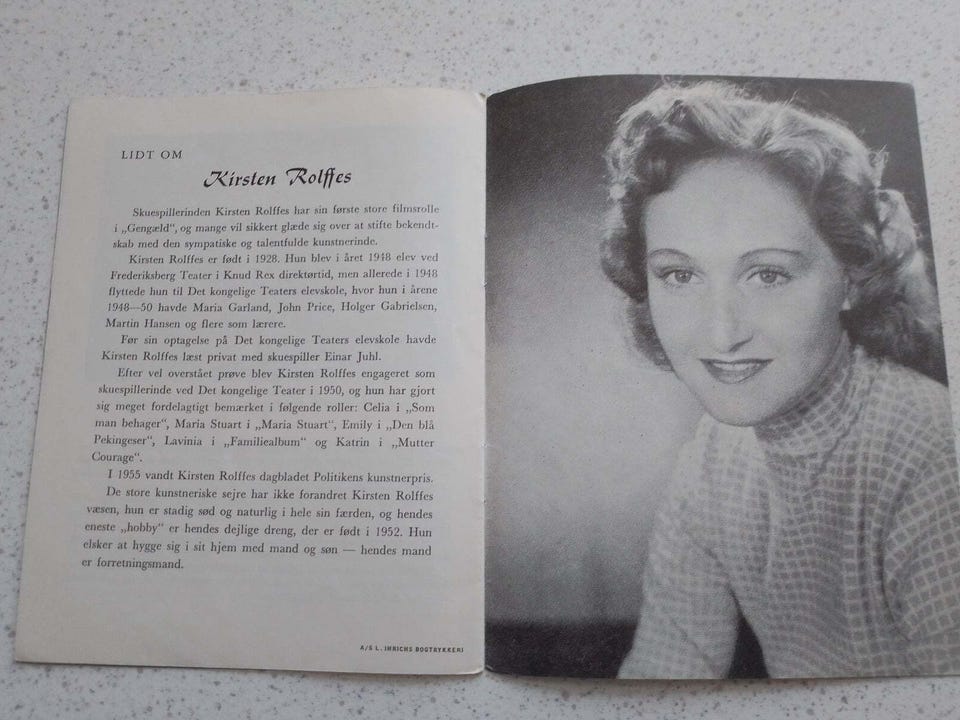 LIDT OM
Kirsten Rolffes
Skuespillerinden Kirsten Rolffes har sin første store filmsrolle
i „Gengæld“, og mange vil sikkert glæde sig over at stifte bekendt-
skab med den sympatiske og talentfulde kunstnerinde.
Kirsten Rolffes er født i 1928. Hun blev i året 1948 elev ved
Frederiksberg Teater i Knud Rex direktørtid, men allerede i 1948
flyttede hun til Det kongelige Teaters elevskole, hvor hun i årene
1948—50 havde Maria Garland, John Price, Holger Gabrielsen,
Martin Hansen og flere som lærere.
Før sin optagelse på Det kongelige Teaters elevskole havde
Kirsten Rolffes læst privat med skuespiller Einar Juhl.
Efter vel overstået prøve blev Kirsten Rolffes engageret som
skuespillerinde ved Det kongelige Teater i 1950, og hun har gjort
sig meget fordelagtigt bemærket i følgende roller: Celia i „Som
man behager“, Maria Stuart i „Maria Stuart“, Emily i „Den blå
Pekingeser“, Lavinia i „Familiealbum“ og Katrin i „Mutter
Courage“.
I 1955 vandt Kirsten Rolffes dagbladet Politikens kunstnerpris.
De store kunstneriske sejre har ikke forandret Kirsten Rolffes
væsen, hun er stadig sød og naturlig i hele sin færden, og hendes
eneste „hobby“ er hendes dejlige dreng, der er født i 1952. Hun
elsker at hygge sig i sit hjem med mand og søn — hendes mand
er forretningsmand.
A/S L. IHRICHS BOGTRYKKERI